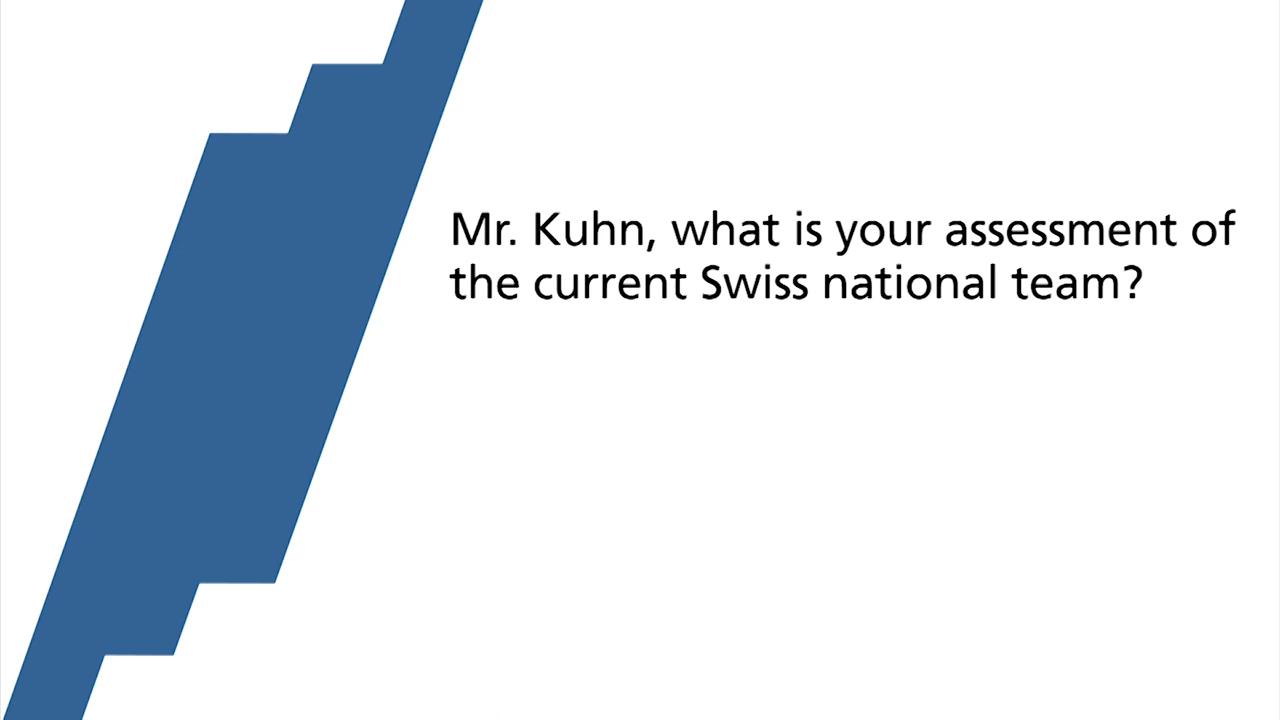 Mr. Kuhn, what is your assessment of
the current Swiss national team?